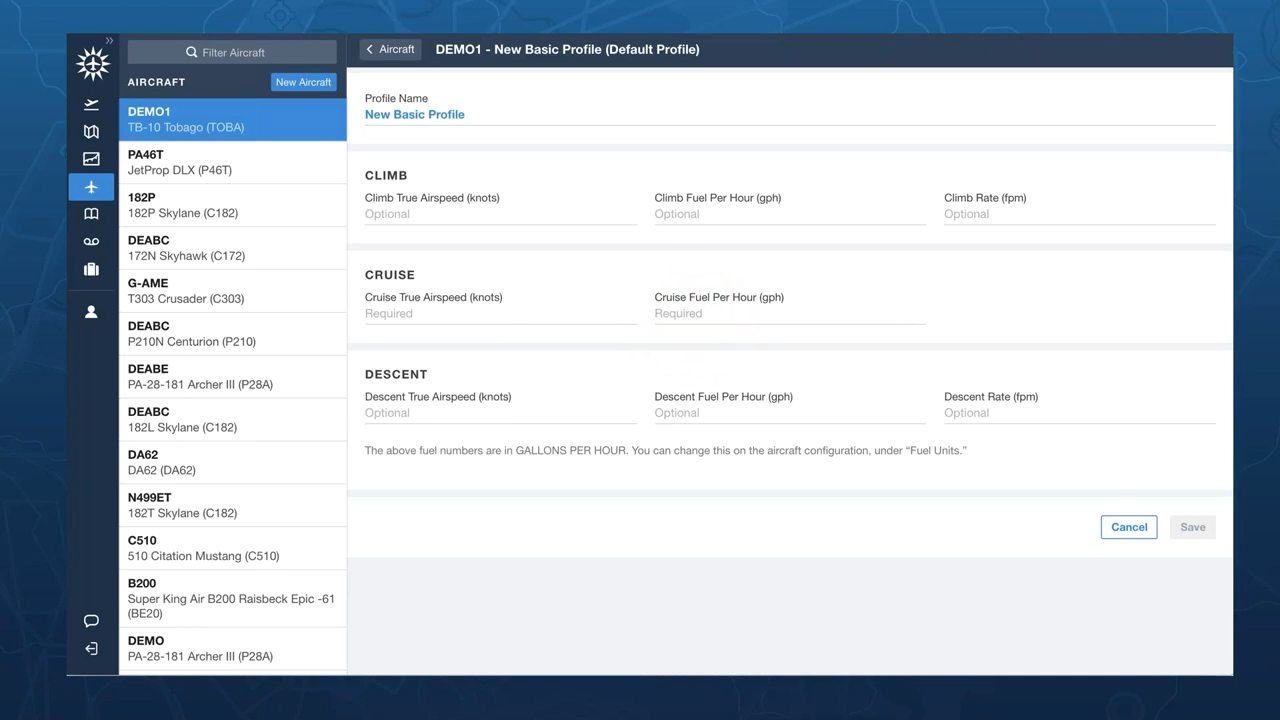 Filter Aircraft
AIRCRAFT
New Aircraft
DEMO1
TB-10 Tobago (TOBA)
PA46T
JetProp DLX (P46T)
182P
182P Skylane (C182)
DEABC
172N Skyhawk (C172)
G-AME
T303 Crusader (C303)
DEABC
P210N Centurion (P210)
DEABE
PA-28-181 Archer III (P28A)
DEABC
182L Skylane (C182)
DA62
DA62 (DA62)
N499ET
182T Skylane (C182)
C510
510 Citation Mustang (C510)
B200
Super King Air B200 Raisbeck Epic -61
(BE20)
DEMO
PA-28-181 Archer III (P28A)
Aircraft
DEMO1 - New Basic Profile (Default Profile)
Profile Name
New Basic Profile
CLIMB
Climb True Airspeed (knots) Climb Fuel Per Hour (gph) Climb Rate (fpm)
Optional Optional Optional
CRUISE
Cruise True Airspeed (knots) Cruise Fuel Per Hour (gph)
Required Required
DESCENT
Descent True Airspeed (knots) Descent Fuel Per Hour (gph) Descent Rate (fpm)
Optional Optional Optional
The above fuel numbers are in GALLONS PER HOUR. You can change this on the aircraft configuration, under “Fuel Units.”
Cancel Save